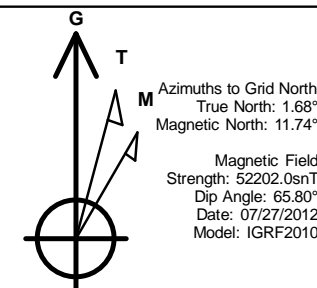 G
T
M
Azimuths to Grid North
True North: 1.68°
Magnetic North: 11.74°
Magnetic Field
Strength: 52202.0snT
Dip Angle: 65.80°
Date: 07/27/2012
Model: IGRF2010